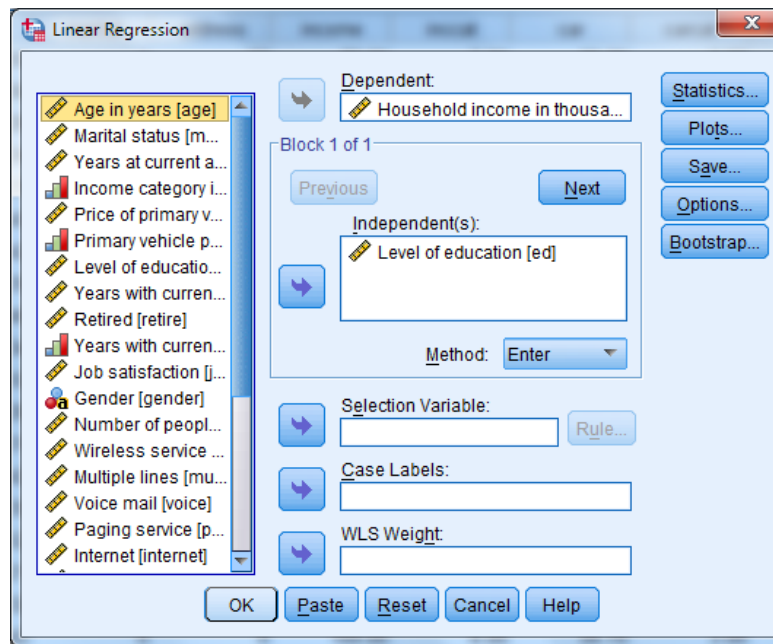 Linear Regression
Age in years [age]
Marital status [m...
Years at current a...
Income category i...
Price of primary v...
Primary vehicle p...
Level of educatio...
Years with curren...
Retired [retire]
Years with curren...
Job satisfaction [j...
Gender [gender]
Number of peopl...
Wireless service ...
Multiple lines [mu...
Voice mail [voice]
Paging service [p...
Internet [internet]
Dependent:
Household income in thousa...
Block 1 of 1
Previous
Next
Independent(s):
Level of education [ed]
Method: Enter
Selection Variable:
Rule...
Case Labels:
WLS Weight:
Statistics...
Plots...
Save...
Options...
Bootstrap...
OK Paste Reset Cancel Help